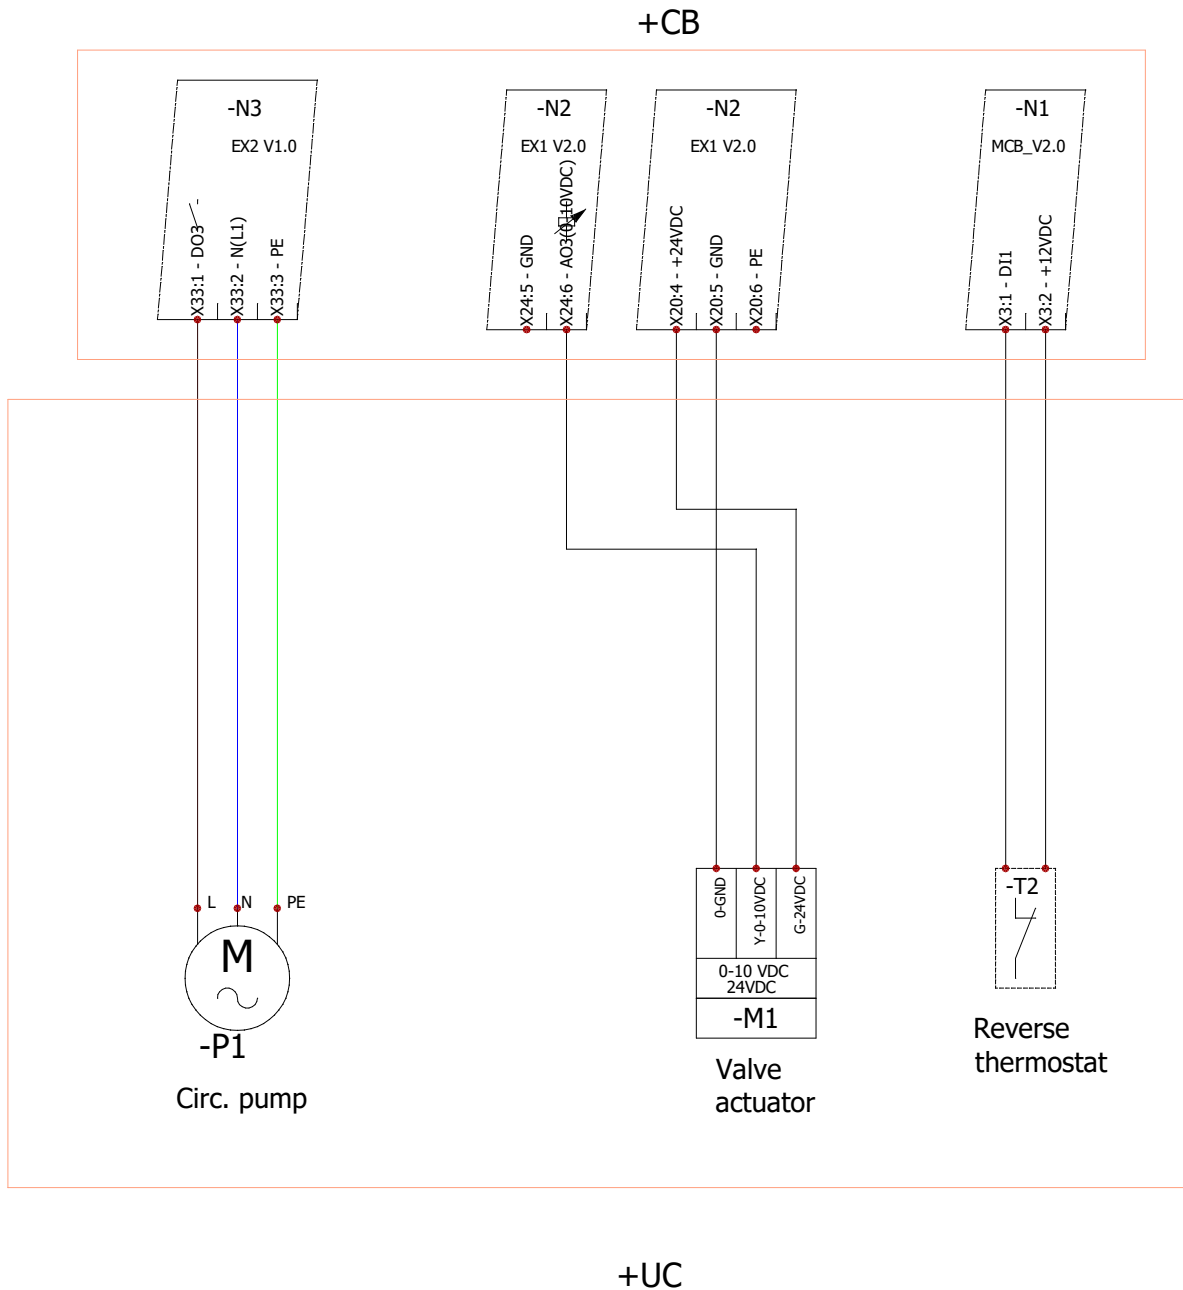 +CB
-N3
EX2 V1.0
X33:1 - DO3
X33:2 - N(L1)
X33:3 - PE
-N2
EX1 V2.0
X24:5 - GND
X24:6 - AO3(0-10VDC)
-N2
EX1 V2.0
X20:4 - +24VDC
X20:5 - GND
X20:6 - PE
-N1
MCB_V2.0
X3:1 - DI1
X3:2 - +12VDC
L
N
PE
M
-P1
Circ. pump
0-GND
Y-0-10VDC
G-24VDC
0-10 VDC
24VDC
-M1
Valve
actuator
-T2
Reverse
thermostat
+UC